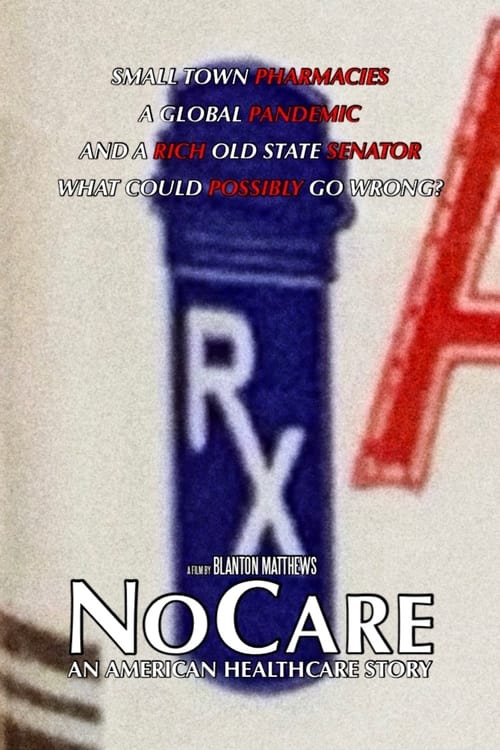 SMALL TOWN PHARMACIES
A GLOBAL PANDEMIC
AND A RICH OLD STATE SENATOR
WHAT COULD POSSIBLY GO WRONG?
RX
A FILM BY BLANTON MATTHEWS
NOCARE
AN AMERICAN HEALTHCARE STORY